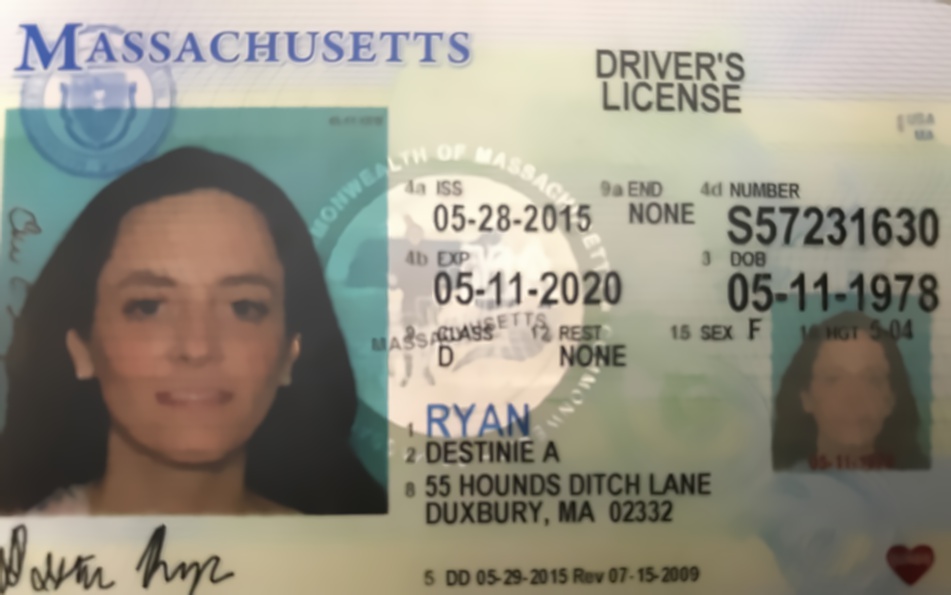 MASSACHUSETTS
DRIVER'S
LICENSE
USA
MA
COMMONWEALTH OF MASSACHUSETTS
4a ISS 9a END 4d NUMBER
05-28-2015 NONE S57231630
4b EXP 3 DOB
05-11-2020 05-11-1978
MASSACHUSETTS
9 CLASS 12 REST 15 SEX F 16 HGT 5-04
D NONE
1 RYAN
2 DESTINIE A
8 55 HOUNDS DITCH LANE
DUXBURY, MA 02332
05-11-1978
5 DD 05-29-2015 Rev 07-15-2009